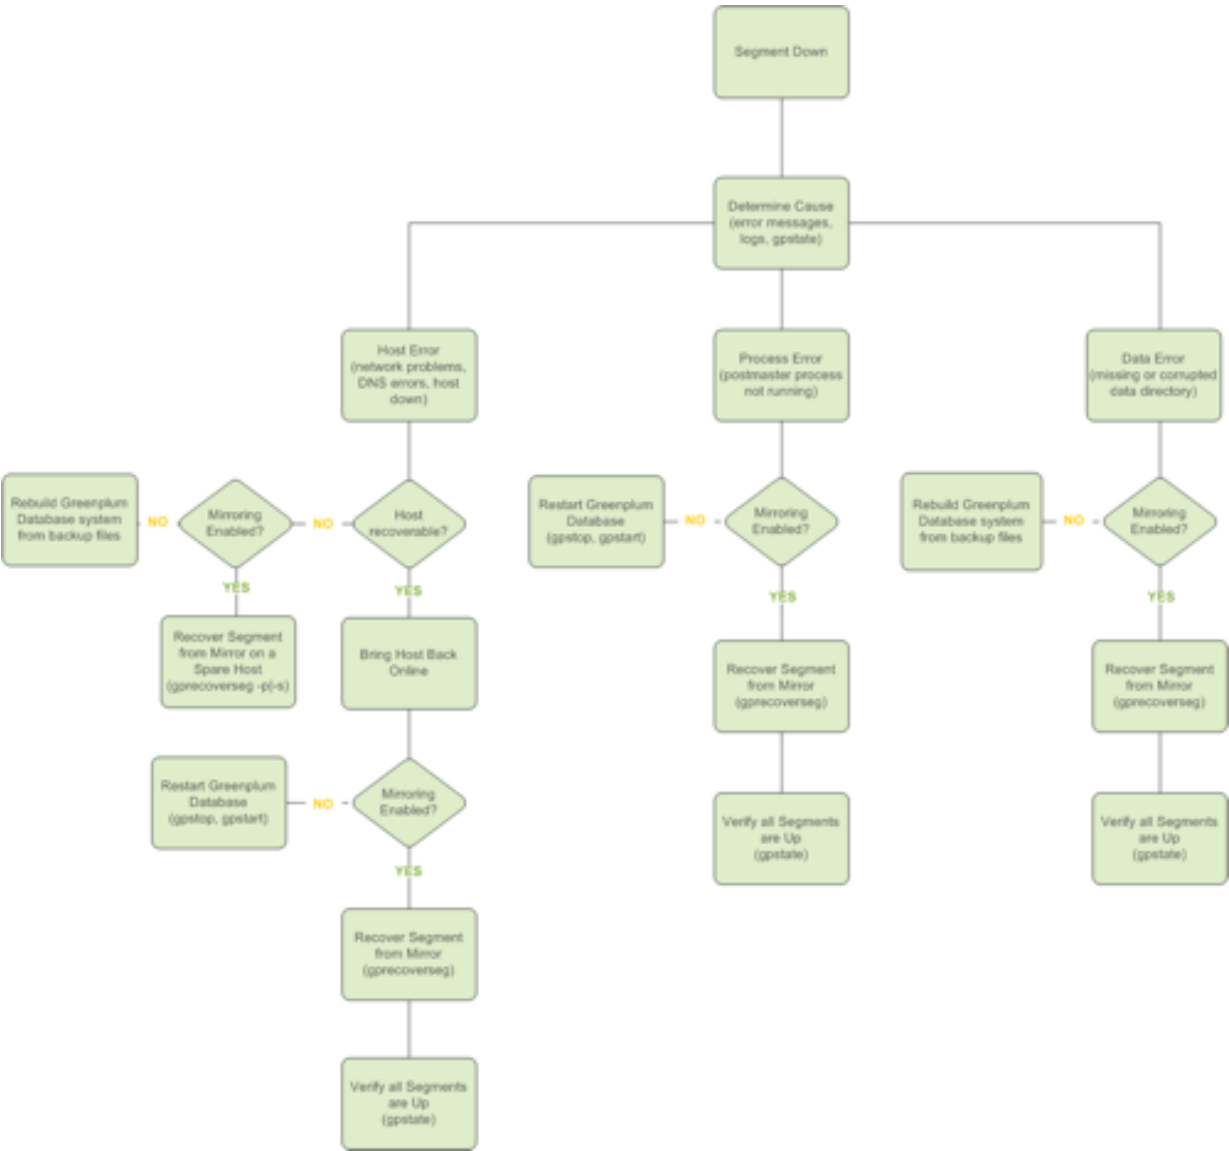 Segment Down
Determine Cause
(error messages,
logs, gpstate)
Host Error
(network problems,
DNS errors, host
down)
Process Error
(postmaster process
not running)
Data Error
(missing or corrupted
data directory)
Rebuild Greenplum
Database system
from backup files
NO
Mirroring
Enabled?
NO
Host
recoverable?
Restart Greenplum
Database
(gpstop, gpstart)
NO
Mirroring
Enabled?
Rebuild Greenplum
Database system
from backup files
NO
Mirroring
Enabled?
YES
YES
YES
YES
Recover Segment
from Mirror on a
Spare Host
(gprecoverseg -p|-s)
Bring Host Back
Online
Recover Segment
from Mirror
(gprecoverseg)
Recover Segment
from Mirror
(gprecoverseg)
Restart Greenplum
Database
(gpstop, gpstart)
NO
Mirroring
Enabled?
Verify all Segments
are Up
(gpstate)
Verify all Segments
are Up
(gpstate)
YES
Recover Segment
from Mirror
(gprecoverseg)
Verify all Segments
are Up
(gpstate)